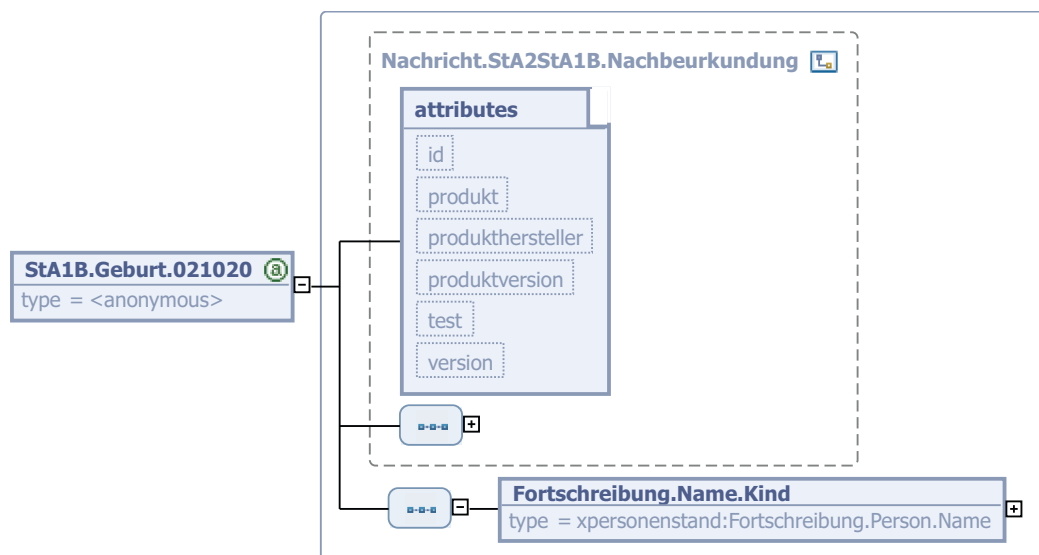 Nachricht.StA2StA1B.Nachbeurkundung
attributes
id
produkt
produkthersteller
produktversion
test
version
StA1B.Geburt.021020
type = <anonymous>
Fortschreibung.Name.Kind
type = xpersonenstand:Fortschreibung.Person.Name